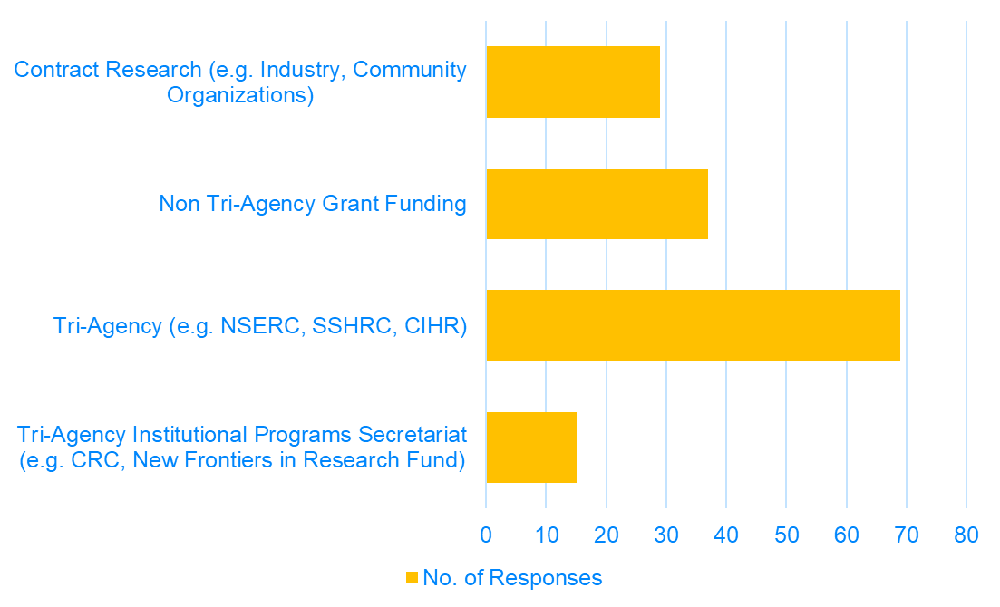 Contract Research (e.g. Industry, Community
Organizations)
Non Tri-Agency Grant Funding
Tri-Agency (e.g. NSERC, SSHRC, CIHR)
Tri-Agency Institutional Programs Secretariat
(e.g. CRC, New Frontiers in Research Fund)
0 10 20 30 40 50 60 70 80
No. of Responses